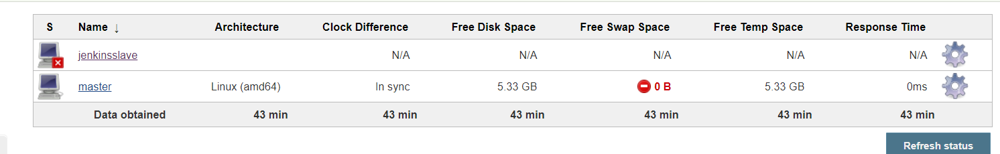 S Name ↓ Architecture Clock Difference Free Disk Space Free Swap Space Free Temp Space Response Time
jenkinsslave N/A N/A N/A N/A N/A
master Linux (amd64) In sync 5.33 GB 0 B 5.33 GB 0ms
Data obtained 43 min 43 min 43 min 43 min 43 min 43 min
Refresh status